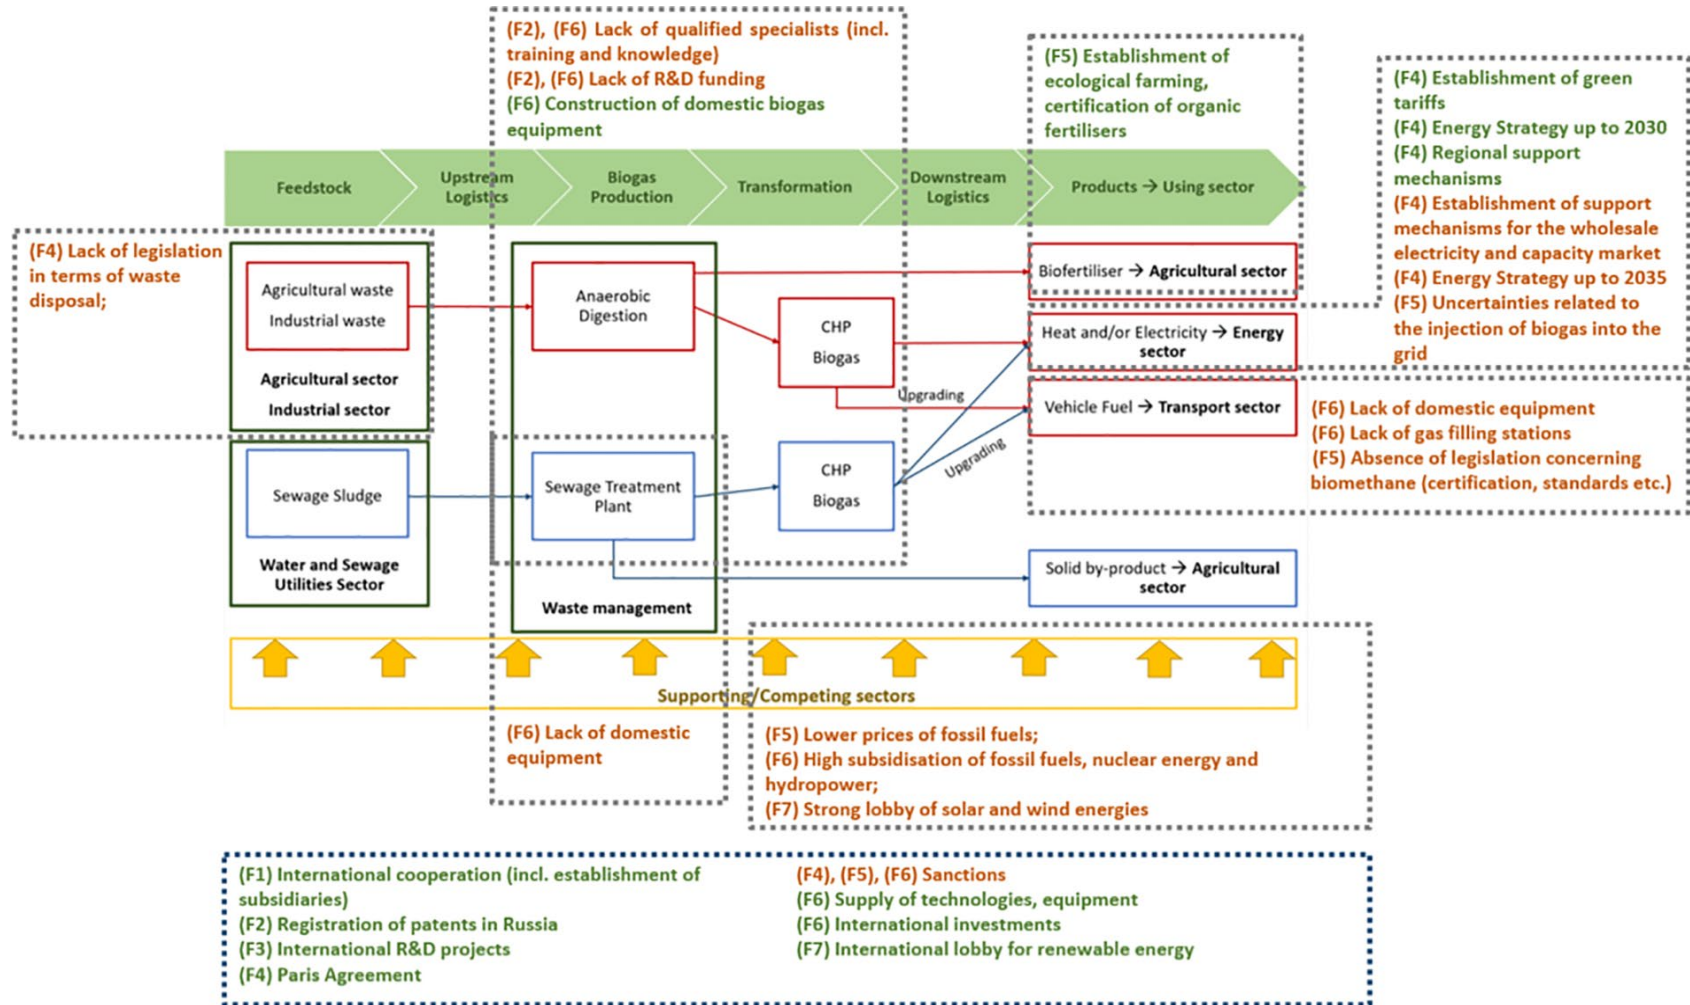 (F2), (F6) Lack of qualified specialists (incl.
training and knowledge)
(F2), (F6) Lack of R&D funding
(F6) Construction of domestic biogas
equipment
(F5) Establishment of
ecological farming,
certification of organic
fertilisers
(F4) Establishment of green
tariffs
(F4) Energy Strategy up to 2030
(F4) Regional support
mechanisms
(F4) Establishment of support
mechanisms for the wholesale
electricity and capacity market
(F4) Energy Strategy up to 2035
(F5) Uncertainties related to
the injection of biogas into the
grid
Feedstock
Upstream
Logistics
Biogas
Production
Transformation
Downstream
Logistics
Products → Using sector
(F4) Lack of legislation
in terms of waste
disposal;
Agricultural waste
Industrial waste
Agricultural sector
Industrial sector
Anaerobic
Digestion
CHP
Biogas
Upgrading
Biofertiliser → Agricultural sector
Heat and/or Electricity → Energy
sector
Vehicle Fuel → Transport sector
(F6) Lack of domestic equipment
(F6) Lack of gas filling stations
(F5) Absence of legislation concerning
biomethane (certification, standards etc.)
Sewage Sludge
Water and Sewage
Utilities Sector
Sewage Treatment
Plant
Waste management
CHP
Biogas
Upgrading
Solid by-product → Agricultural
sector
Supporting/Competing sectors
(F6) Lack of domestic
equipment
(F5) Lower prices of fossil fuels;
(F6) High subsidisation of fossil fuels, nuclear energy and
hydropower;
(F7) Strong lobby of solar and wind energies
(F1) International cooperation (incl. establishment of
subsidiaries)
(F2) Registration of patents in Russia
(F3) International R&D projects
(F4) Paris Agreement
(F4), (F5), (F6) Sanctions
(F6) Supply of technologies, equipment
(F6) International investments
(F7) International lobby for renewable energy